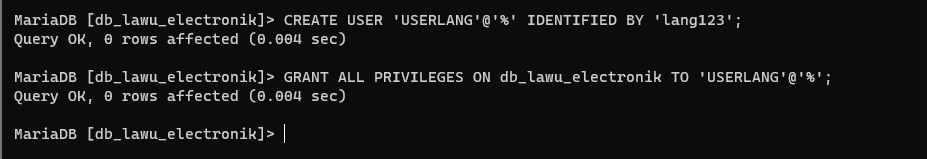 MariaDB [db_lawu_electronik]> CREATE USER 'USERLANG'@'%' IDENTIFIED BY 'lang123';
Query OK, 0 rows affected (0.004 sec)
MariaDB [db_lawu_electronik]> GRANT ALL PRIVILEGES ON db_lawu_electronik TO 'USERLANG'@'%';
Query OK, 0 rows affected (0.004 sec)
MariaDB [db_lawu_electronik]>